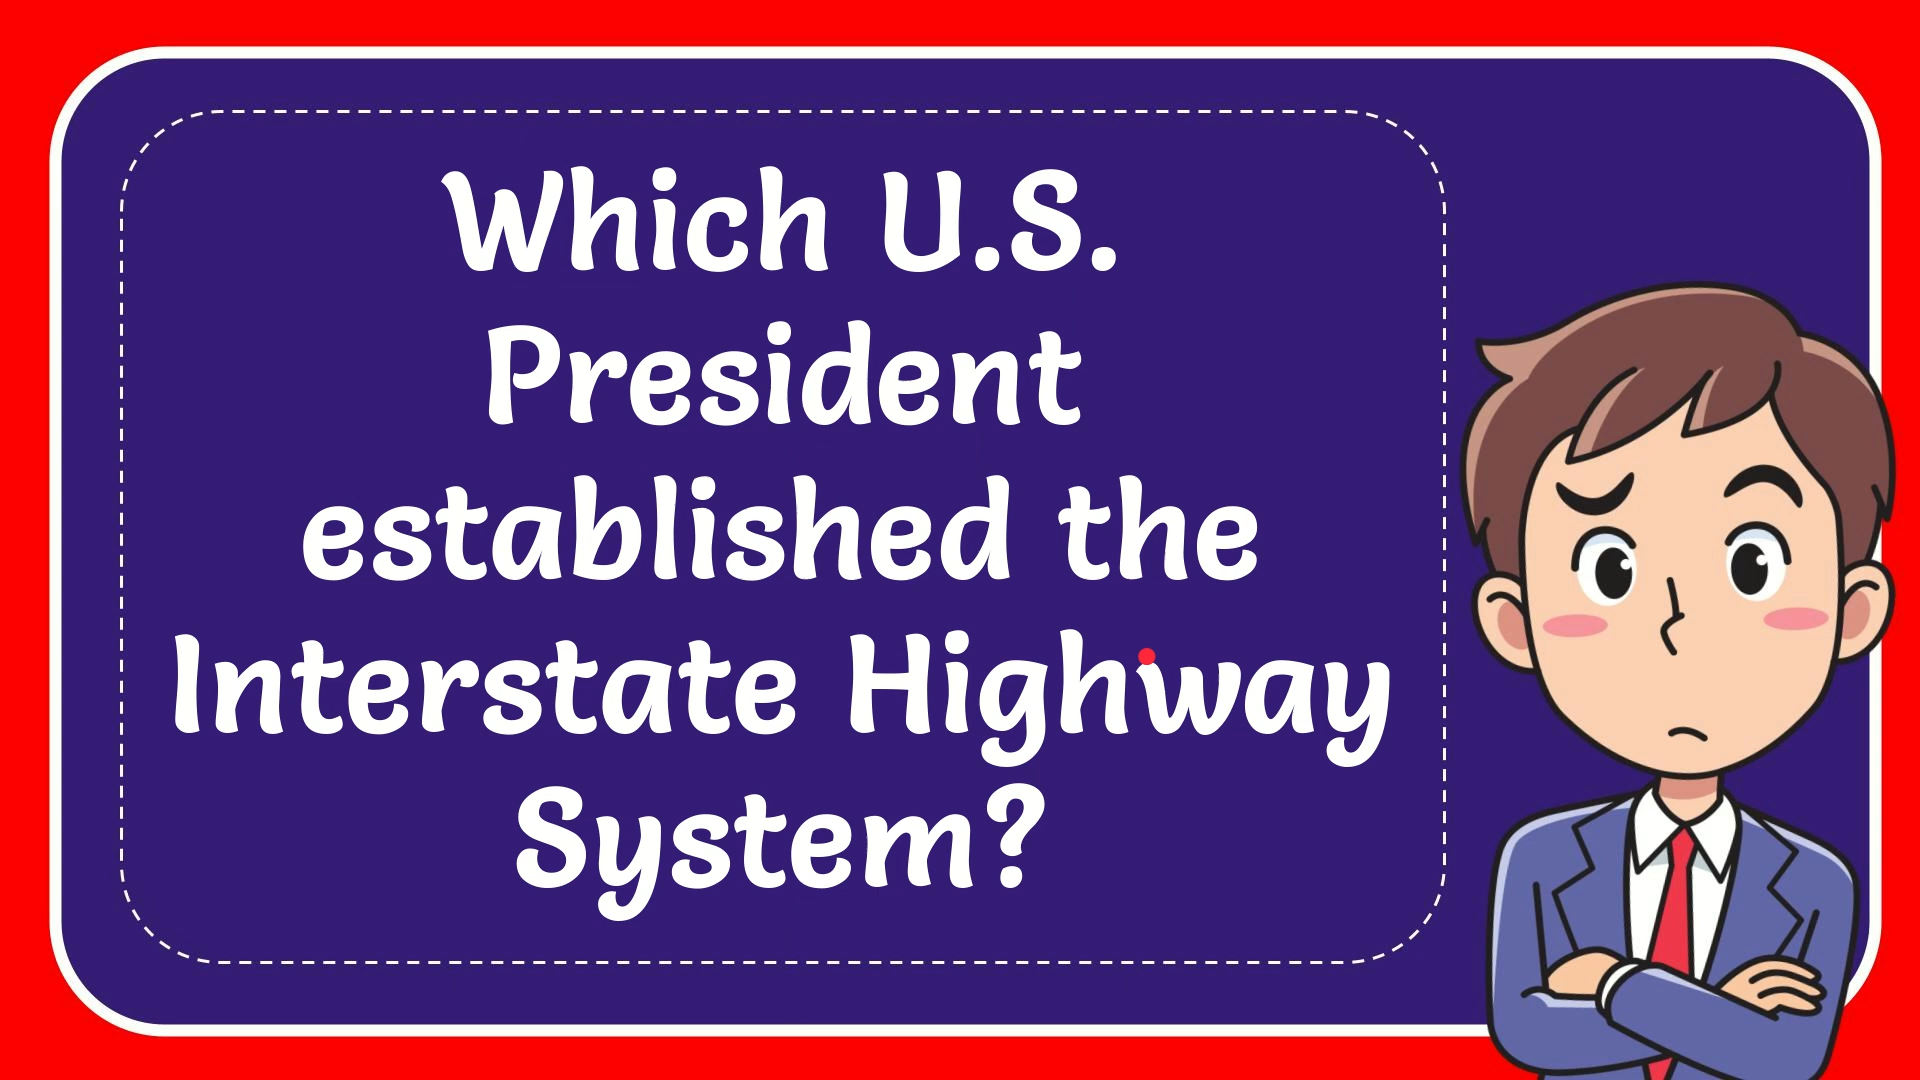 Which U.S.
President
established the
Interstate Highway
System?